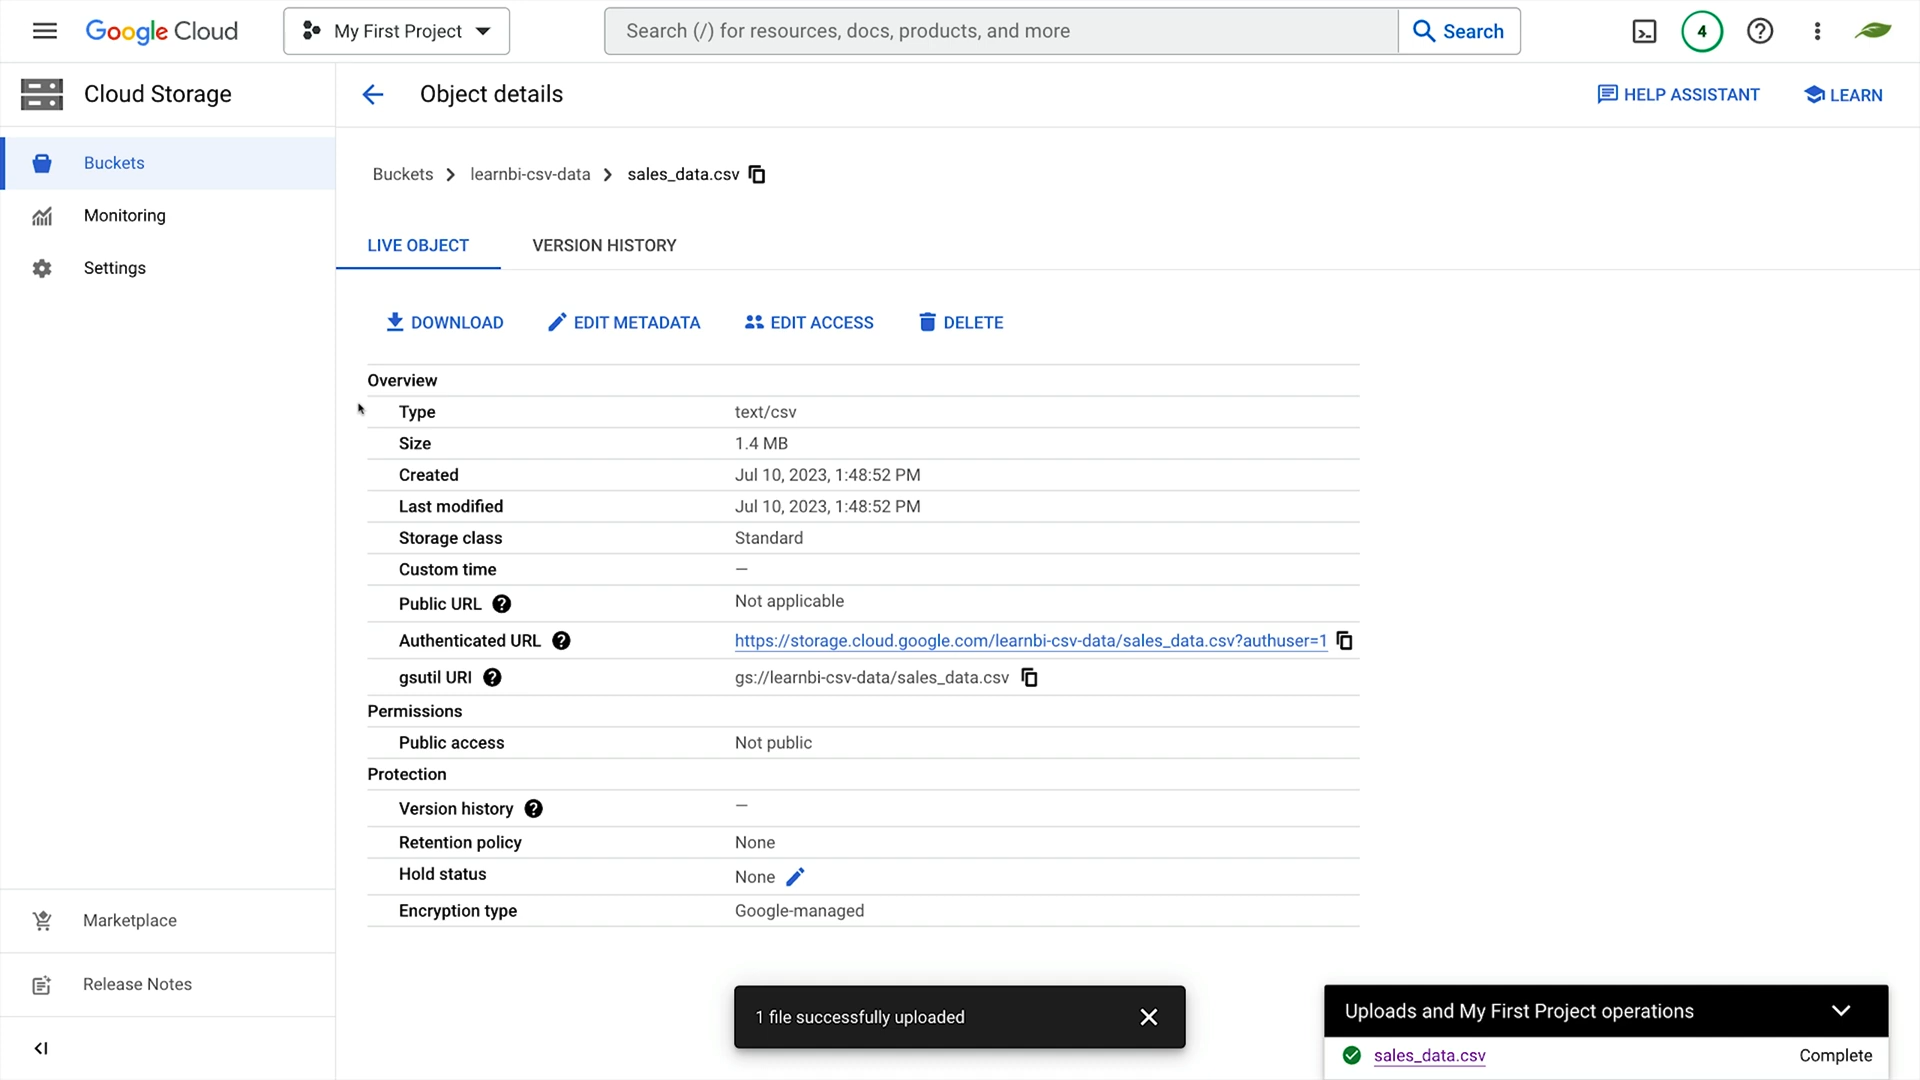 Google Cloud
My First Project
Search (/) for resources, docs, products, and more
Search
4
Cloud Storage
Object details
HELP ASSISTANT
LEARN
Buckets
Monitoring
Settings
Marketplace
Release Notes
Buckets
learnbi-csv-data
sales_data.csv
LIVE OBJECT
VERSION HISTORY
DOWNLOAD
EDIT METADATA
EDIT ACCESS
DELETE
Overview
Type text/csv
Size 1.4 MB
Created Jul 10, 2023, 1:48:52 PM
Last modified Jul 10, 2023, 1:48:52 PM
Storage class Standard
Custom time —
Public URL Not applicable
Authenticated URL https://storage.cloud.google.com/learnbi-csv-data/sales_data.csv?authuser=1
gsutil URI gs://learnbi-csv-data/sales_data.csv
Permissions
Public access Not public
Protection
Version history —
Retention policy None
Hold status None
Encryption type Google-managed
1 file successfully uploaded
Uploads and My First Project operations
sales_data.csv Complete